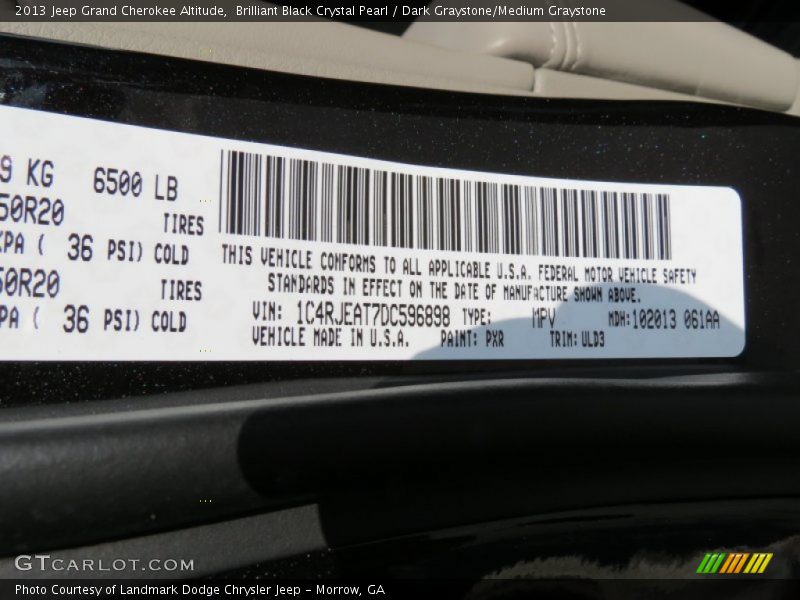 2013 Jeep Grand Cherokee Altitude,  Brilliant Black Crystal Pearl / Dark Graystone/Medium Graystone
9 KG 6500 LB
50R20 TIRES
KPA ( 36 PSI) COLD
50R20 TIRES
PA ( 36 PSI) COLD
THIS VEHICLE CONFORMS TO ALL APPLICABLE U.S.A. FEDERAL MOTOR VEHICLE SAFETY
STANDARDS IN EFFECT ON THE DATE OF MANUFACTURE SHOWN ABOVE.
VIN: 1C4RJEAT7DC596898 TYPE: MPV MDH:102013 061AA
VEHICLE MADE IN U.S.A. PAINT: PXR TRIM: ULD3
GTCARLOT.COM
Photo Courtesy of Landmark Dodge Chrysler Jeep - Morrow, GA